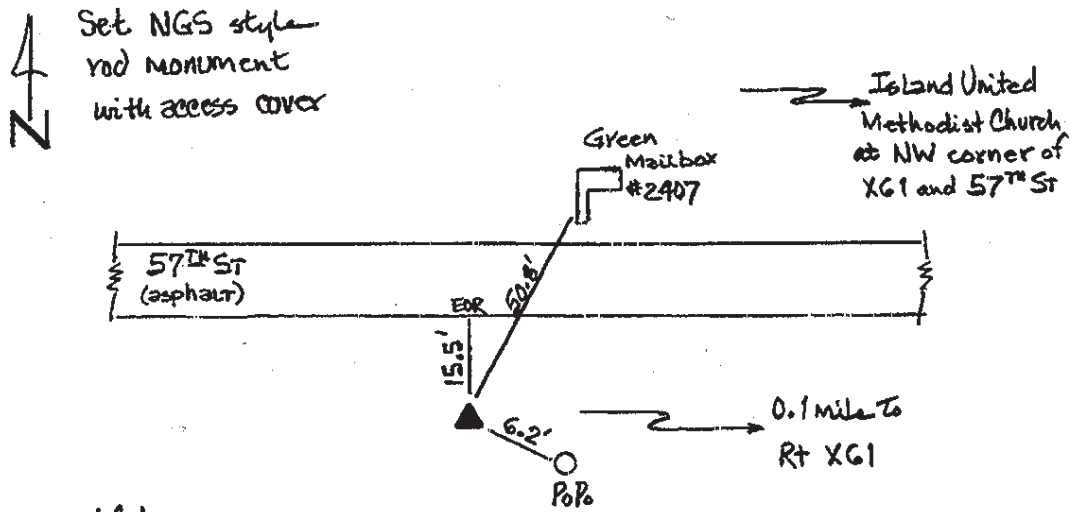 Set NGS style
rod monument
with access cover
N
Island United
Methodist Church
at NW corner of
X61 and 57TH ST
Green
Mailbox
#2407
57TH ST
(asphalt)
EOR
50.8'
15.5'
6.2'
0.1 mile To
Rt X61
PoPo